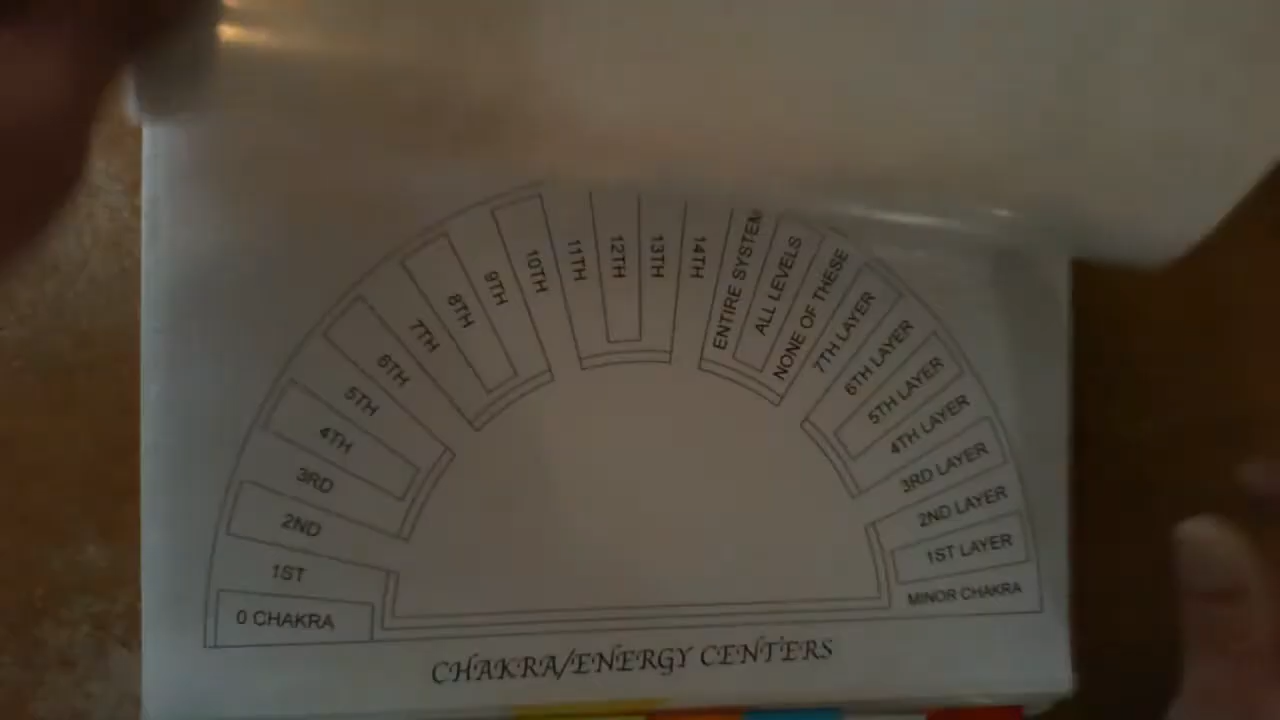 0 CHAKRA
1ST
2ND
3RD
4TH
5TH
6TH
7TH
8TH
9TH
10TH
11TH
12TH
13TH
14TH
ENTIRE SYSTEM
ALL LEVELS
NONE OF THESE
7TH LAYER
6TH LAYER
5TH LAYER
4TH LAYER
3RD LAYER
2ND LAYER
1ST LAYER
MINOR CHAKRA
CHAKRA/ENERGY CENTERS